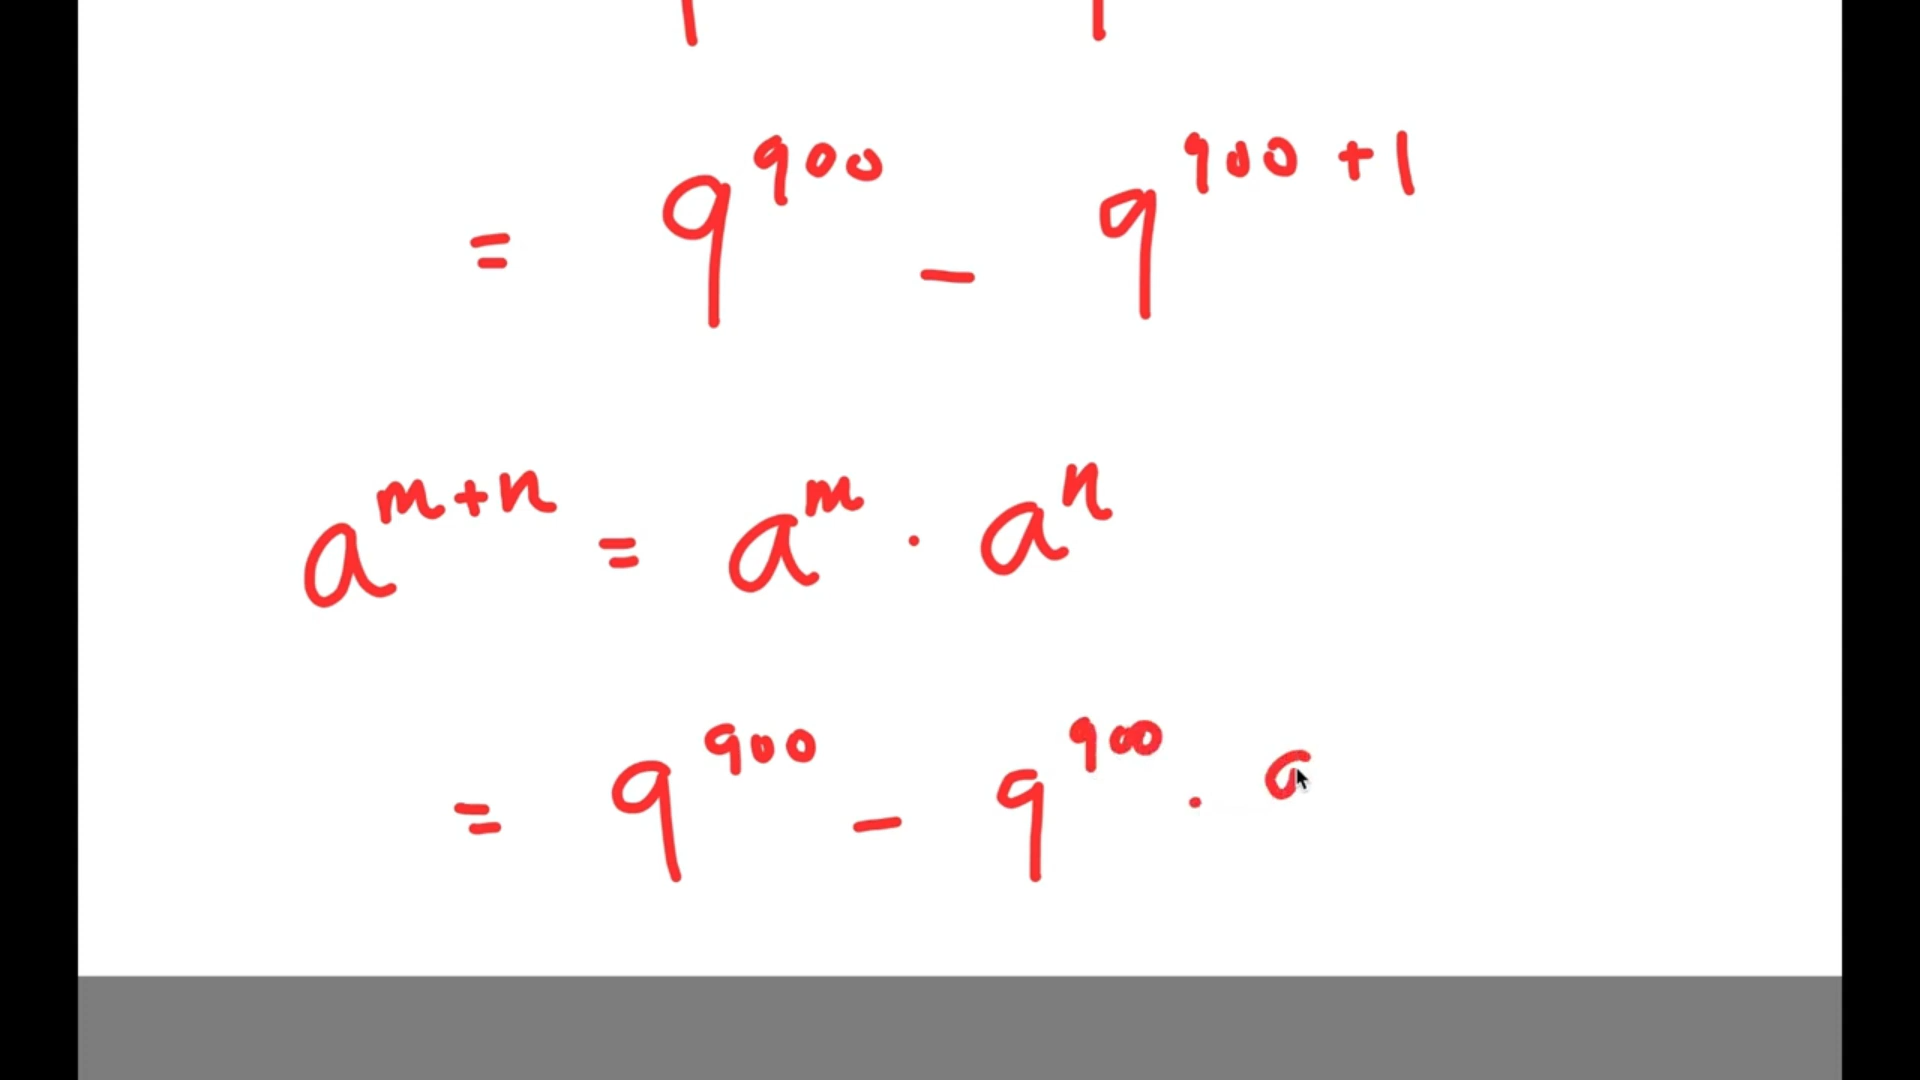 = 9^900 - 9^900+1
a^m+n = a^m · a^n
= 9^900 - 9^900 ·